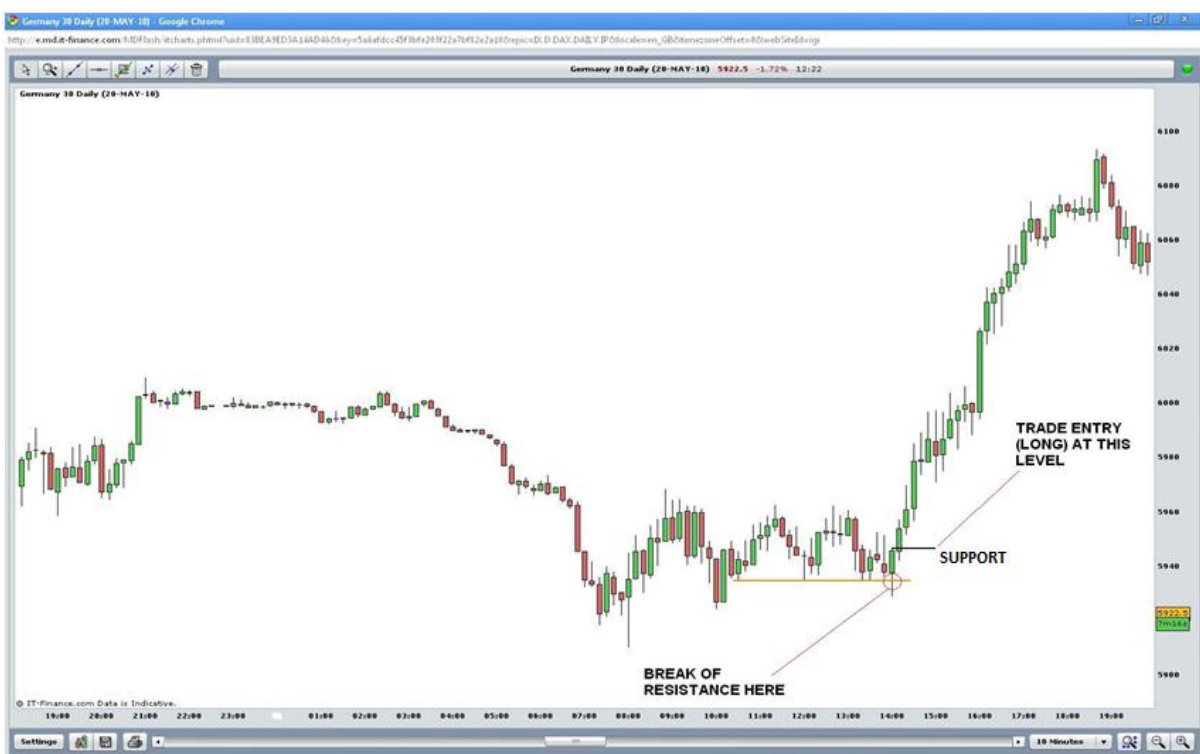 Germany 30 Daily (20-MAY-10) - Google Chrome
Germany 30 Daily (20-MAY-10) 5922.5 -1.72% 12:22
Germany 30 Daily (20-MAY-10)
6100
6080
6060
6040
6020
6000
5980
TRADE ENTRY
(LONG) AT THIS
LEVEL
5960
SUPPORT
5940
5922.5
7m16s
BREAK OF
RESISTANCE HERE
5900
© IT-Finance.com Data is Indicative.
19:00 20:00 21:00 22:00 23:00 01:00 02:00 03:00 04:00 05:00 06:00 07:00 08:00 09:00 10:00 11:00 12:00 13:00 14:00 15:00 16:00 17:00 18:00 19:00
Settings 10 Minutes